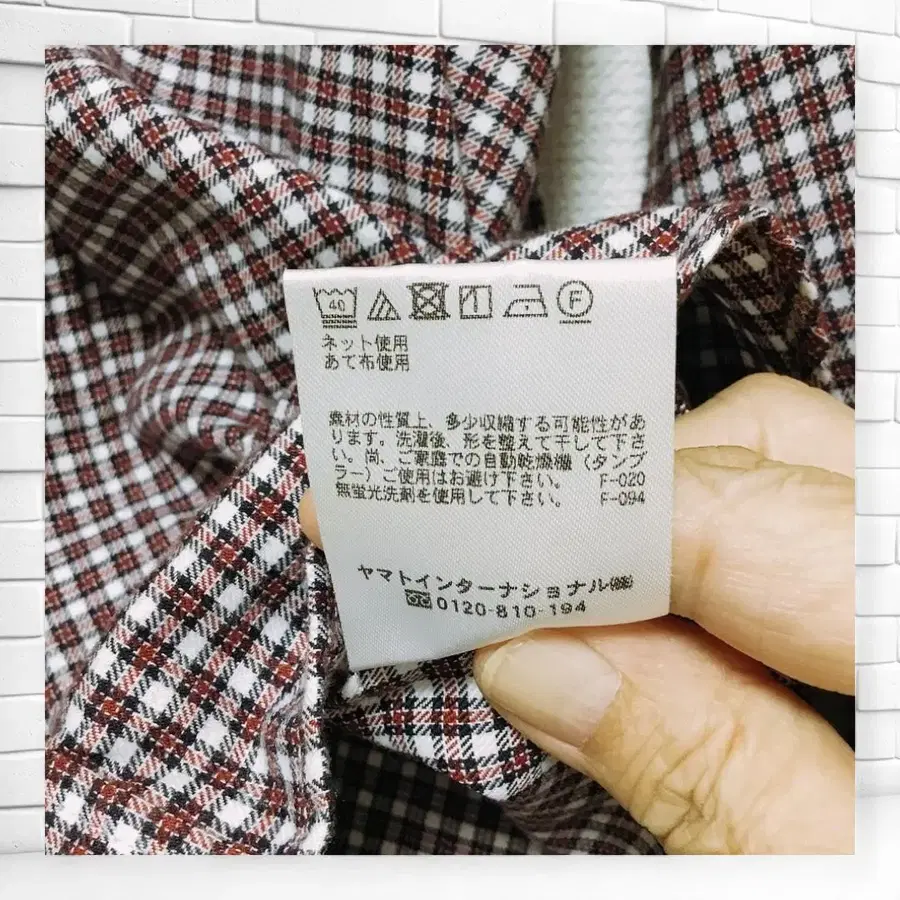 40 F
ネット使用
あて布使用
素材の性質上、多少収縮する可能性があ
ります。洗濯後、形を整えて干して下さ
い。尚、ご家庭での自動乾燥機（タンブ
ラー）ご使用はお避け下さい。 F-020
無蛍光洗剤を使用して下さい。 F-094
ヤマトインターナショナル㈱
0120-810-194